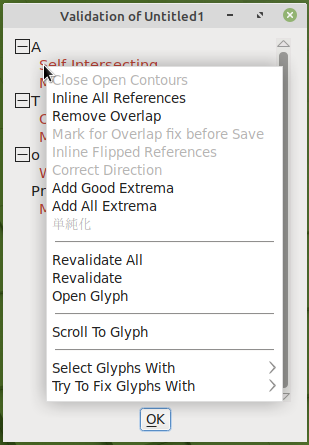 Validation of Untitled1
A
Self Intersecting
T
o
Close Open Contours
Inline All References
Remove Overlap
Mark for Overlap fix before Save
Inline Flipped References
Correct Direction
Add Good Extrema
Add All Extrema
単純化
Revalidate All
Revalidate
Open Glyph
Scroll To Glyph
Select Glyphs With
Try To Fix Glyphs With
OK